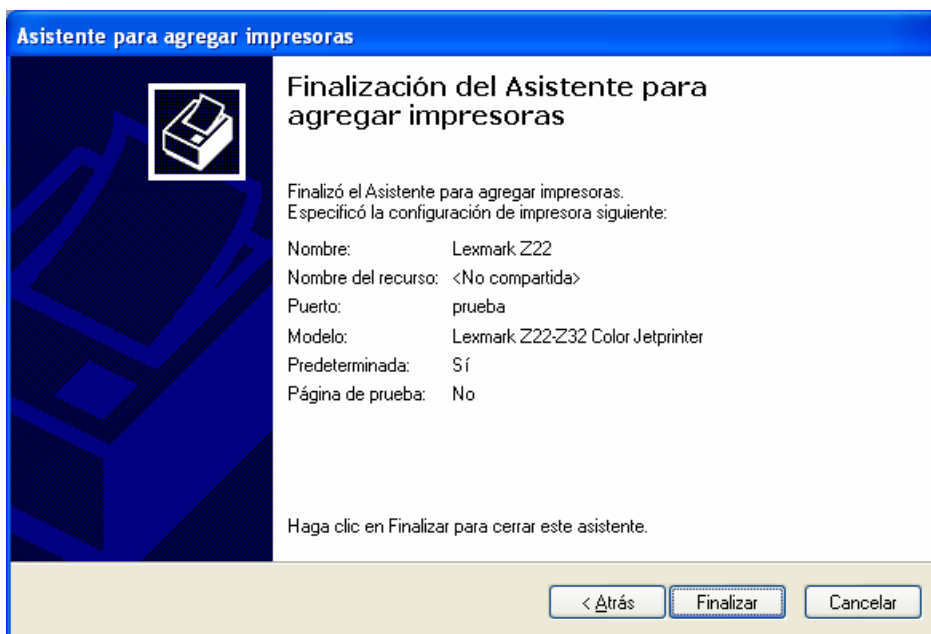 Asistente para agregar impresoras
Finalización del Asistente para
agregar impresoras
Finalizó el Asistente para agregar impresoras.
Especificó la configuración de impresora siguiente:
Nombre: Lexmark Z22
Nombre del recurso: <No compartida>
Puerto: prueba
Modelo: Lexmark Z22-Z32 Color Jetprinter
Predeterminada: Sí
Página de prueba: No
Haga clic en Finalizar para cerrar este asistente.
< Atrás Finalizar Cancelar